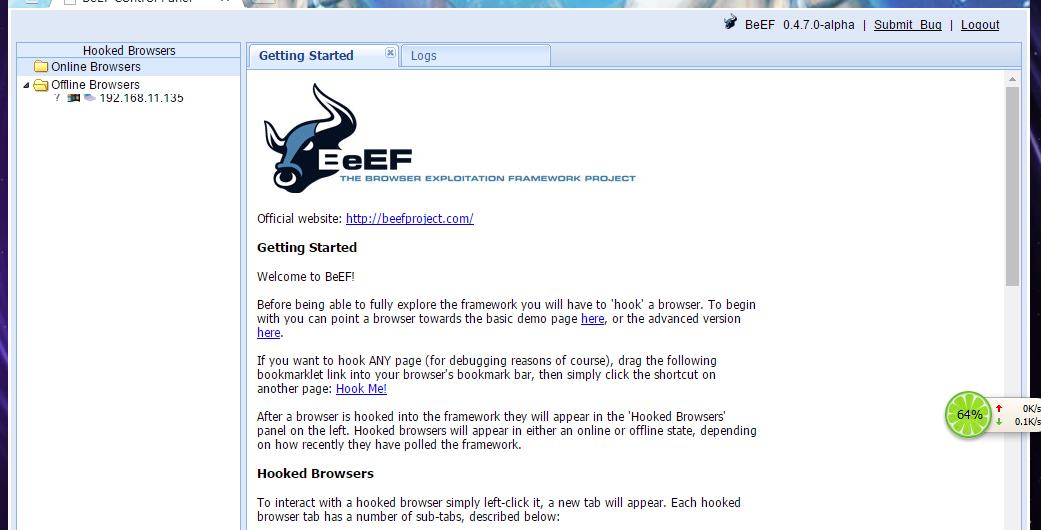 BeEF Control Panel
BeEF 0.4.7.0-alpha | Submit Bug | Logout
Hooked Browsers
Online Browsers
Offline Browsers
? 192.168.11.135
Getting Started
Logs
BeEF
THE BROWSER EXPLOITATION FRAMEWORK PROJECT
Official website: http://beefproject.com/
Getting Started
Welcome to BeEF!
Before being able to fully explore the framework you will have to 'hook' a browser. To begin
with you can point a browser towards the basic demo page here, or the advanced version
here.
If you want to hook ANY page (for debugging reasons of course), drag the following
bookmarklet link into your browser's bookmark bar, then simply click the shortcut on
another page: Hook Me!
After a browser is hooked into the framework they will appear in the 'Hooked Browsers'
panel on the left. Hooked browsers will appear in either an online or offline state, depending
on how recently they have polled the framework.
64%
0K/s
0.1K/s
Hooked Browsers
To interact with a hooked browser simply left-click it, a new tab will appear. Each hooked
browser tab has a number of sub-tabs, described below: